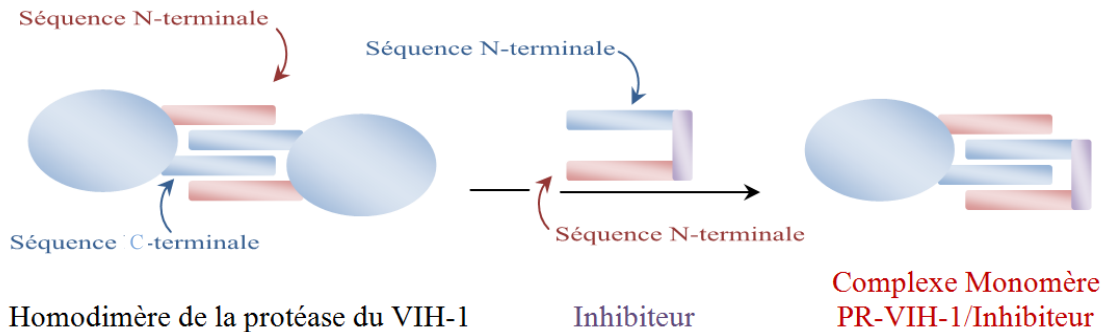 Séquence N-terminale
Séquence N-terminale
Séquence C-terminale
Séquence N-terminale
Homodimère de la protéase du VIH-1
Inhibiteur
Complexe Monomère
PR-VIH-1/Inhibiteur